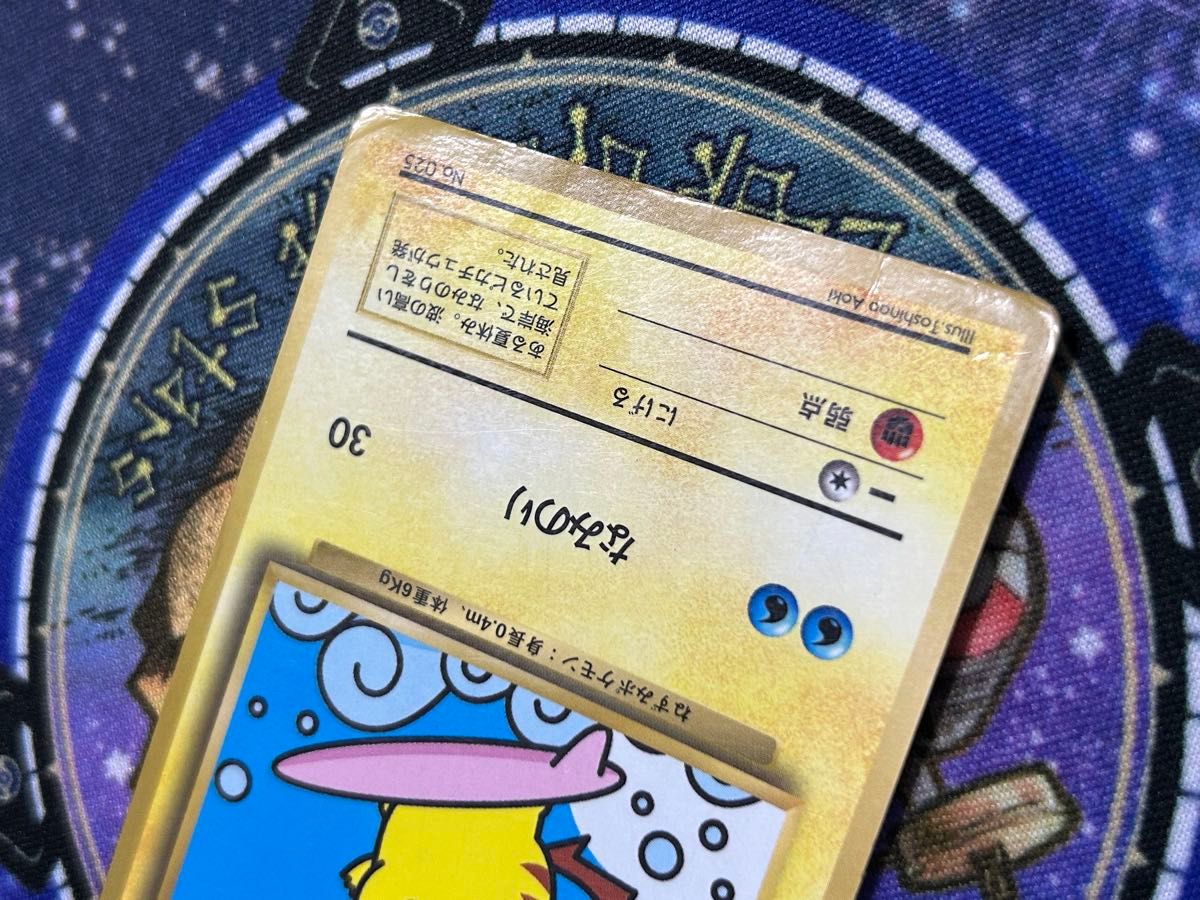 ねずみポケモン：身長0.4m、体重6Kg
なみのり 30
弱点
にげる
ある夏休み。波の高い
海岸で、なみのりをし
ているピカチュウが発
見された。
Illus.Toshinao Aoki
No.025